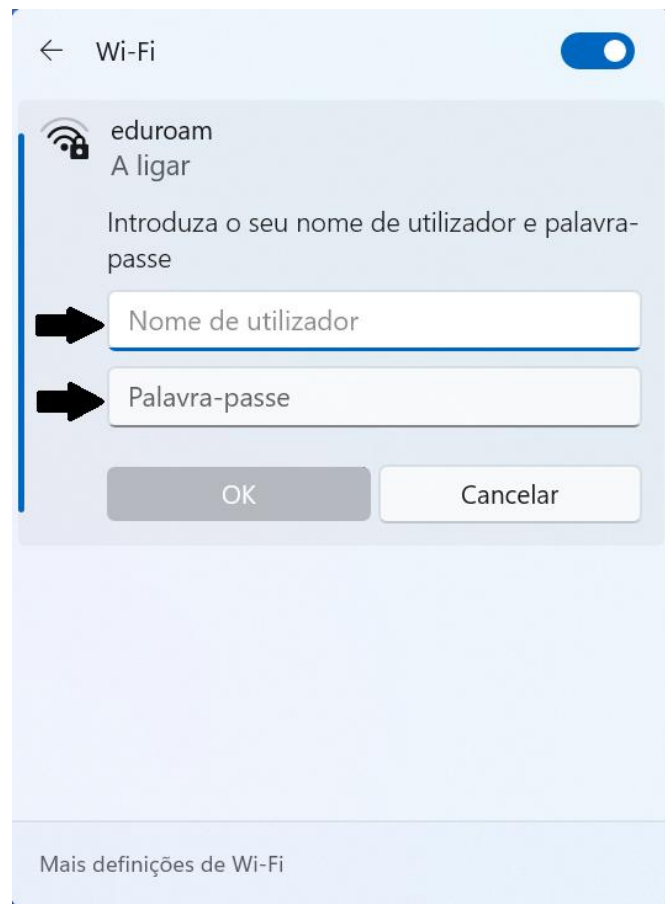 Wi-Fi
eduroam
A ligar
Introduza o seu nome de utilizador e palavra-
passe
Nome de utilizador
Palavra-passe
OK
Cancelar
Mais definições de Wi-Fi